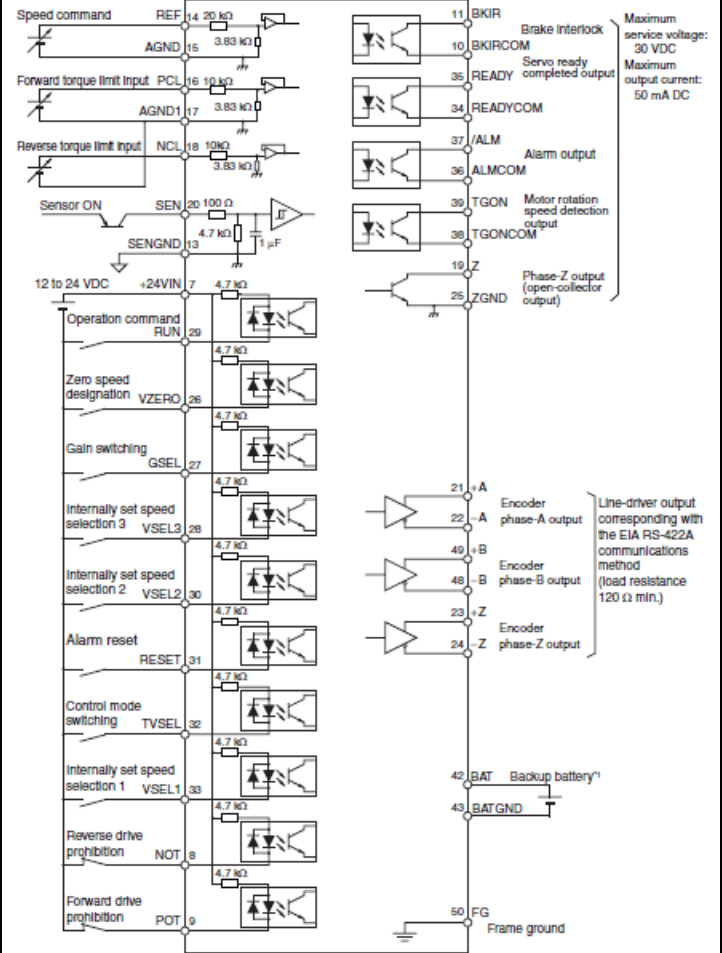 Speed command
REF 14 20 kΩ
3.83 kΩ
AGND 15
Forward torque limit input PCL 16 10 kΩ
3.83 kΩ
AGND1 17
Reverse torque limit input NCL 18 10kΩ
3.83 kΩ
Sensor ON SEN 20 100 Ω
4.7 kΩ
1 µF
SENGND 13
12 to 24 VDC +24VIN 7 4.7 kΩ
Operation command
RUN 29
4.7 kΩ
Zero speed
designation VZERO 26
4.7 kΩ
Gain switching
GSEL 27
4.7 kΩ
Internally set speed
selection 3 VSEL3 28
4.7 kΩ
Internally set speed
selection 2 VSEL2 30
4.7 kΩ
Alarm reset
RESET 31
4.7 kΩ
Control mode
switching TVSEL 32
4.7 kΩ
Internally set speed
selection 1 VSEL1 33
4.7 kΩ
Reverse drive
prohibition NOT 8
4.7 kΩ
Forward drive
prohibition POT 9
11 BKIR
Brake interlock
10 BKIRCOM
35 READY
Servo ready
completed output
34 READYCOM
37 /ALM
Alarm output
36 ALMCOM
39 TGON
Motor rotation
speed detection
output
38 TGONCOM
19 Z
Phase-Z output
(open-collector
output)
25 ZGND
Maximum
service voltage:
30 VDC
Maximum
output current:
50 mA DC
21 +A
Encoder
phase-A output
22 −A
49 +B
Encoder
phase-B output
48 −B
23 +Z
Encoder
phase-Z output
24 −Z
Line-driver output
corresponding with
the EIA RS-422A
communications
method
(load resistance
120 Ω min.)
42 BAT Backup battery*1
43 BATGND
50 FG
Frame ground